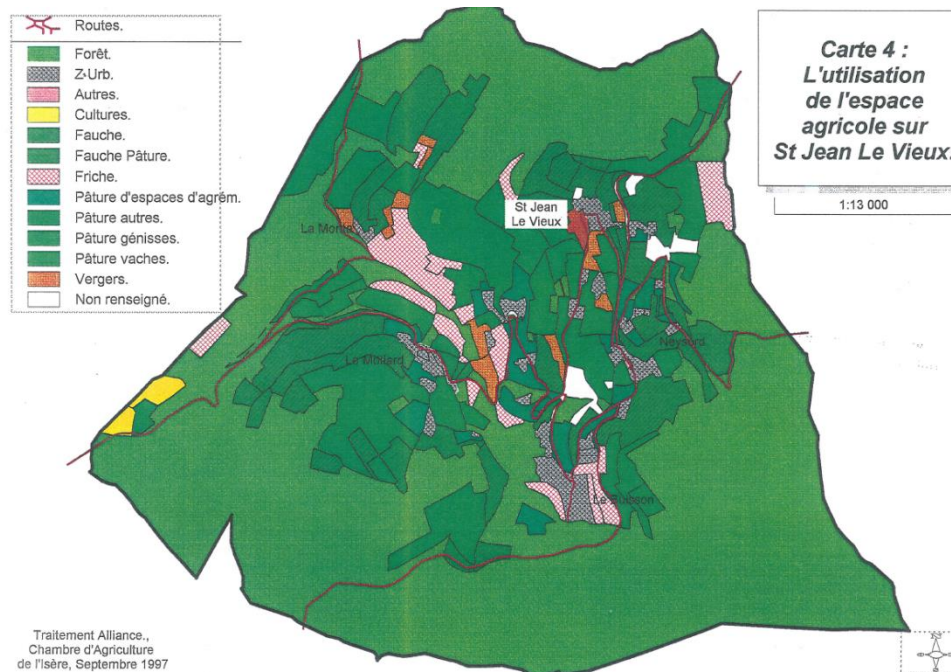 Routes.
Forêt.
Z-Urb.
Autres.
Cultures.
Fauche.
Fauche Pâture.
Friche.
Pâture d'espaces d'agrém.
Pâture autres.
Pâture génisses.
Pâture vaches.
Vergers.
Non renseigné.
Carte 4 :
L'utilisation
de l'espace
agricole sur
St Jean Le Vieux.
1:13 000
St Jean
Le Vieux
La Monta
Le Mollard
Neysord
Le Buisson
Traitement Alliance.,
Chambre d'Agriculture
de l'Isère, Septembre 1997